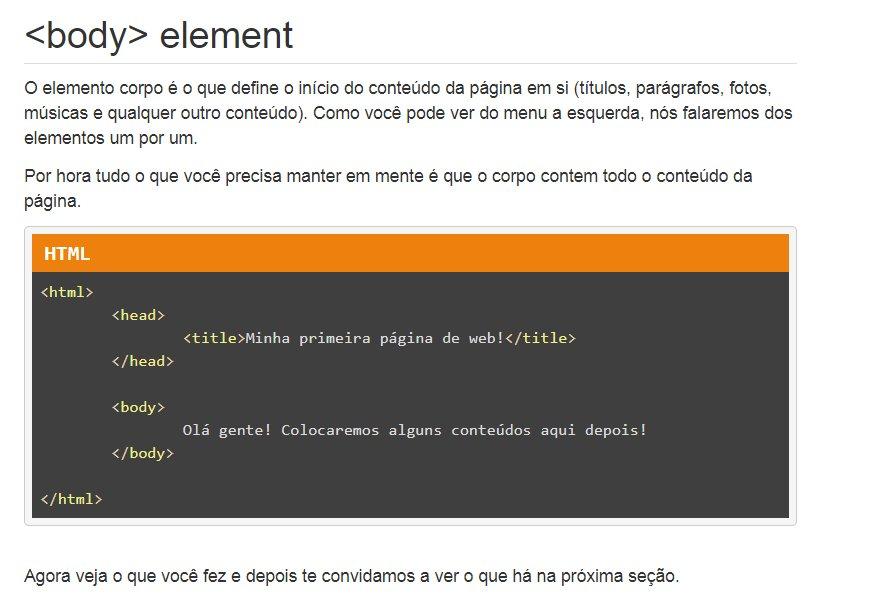 <body> element
O elemento corpo é o que define o início do conteúdo da página em si (títulos, parágrafos, fotos,
músicas e qualquer outro conteúdo). Como você pode ver do menu a esquerda, nós falaremos dos
elementos um por um.
Por hora tudo o que você precisa manter em mente é que o corpo contem todo o conteúdo da
página.
HTML
<html>
<head>
<title>Minha primeira página de web!</title>
</head>
<body>
Olá gente! Colocaremos alguns conteúdos aqui depois!
</body>
</html>
Agora veja o que você fez e depois te convidamos a ver o que há na próxima seção.